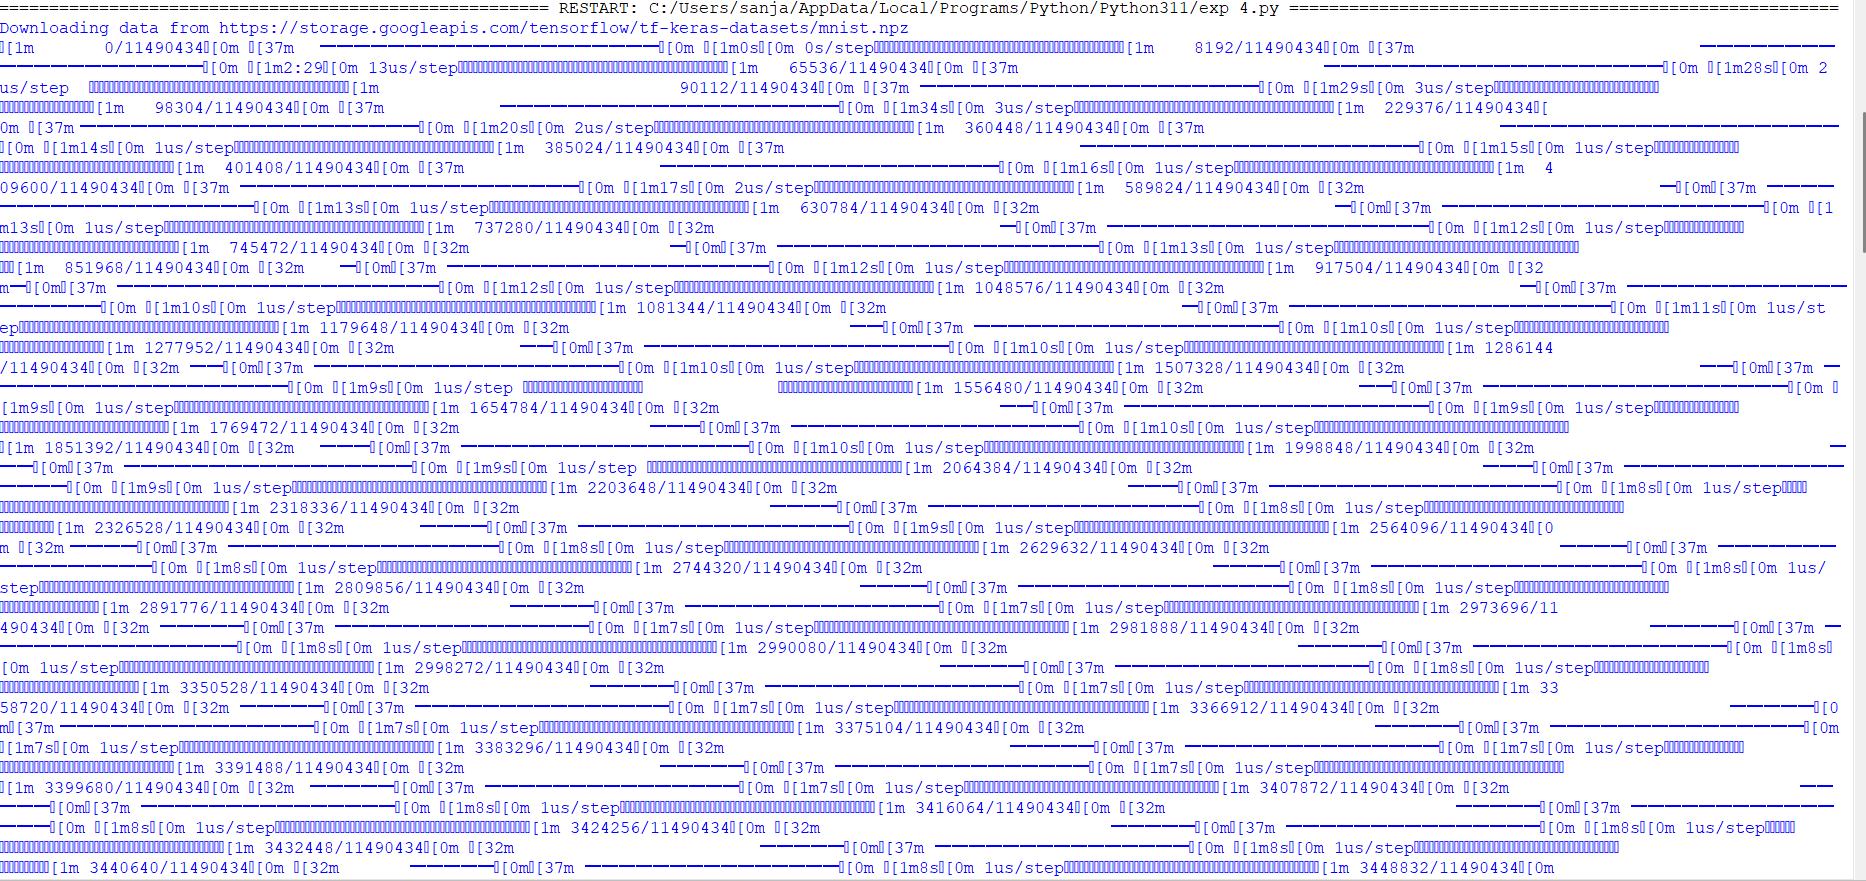 ================================================== RESTART: C:/Users/sanja/AppData/Local/Programs/Python/Python311/exp 4.py ==================================================
Downloading data from https://storage.googleapis.com/tensorflow/tf-keras-datasets/mnist.npz
[1m 0/11490434[0m [37m [0m [1m0s[0m 0s/step[1m 8192/11490434[0m [37m
[0m [1m2:29[0m 13us/step[1m 65536/11490434[0m [37m [0m [1m28s[0m 2
us/step [1m 90112/11490434[0m [37m [0m [1m29s[0m 3us/step
[1m 98304/11490434[0m [37m [0m [1m34s[0m 3us/step[1m 229376/11490434[
0m [37m [0m [1m20s[0m 2us/step[1m 360448/11490434[0m [37m
[0m [1m14s[0m 1us/step[1m 385024/11490434[0m [37m [0m [1m15s[0m 1us/step
[1m 401408/11490434[0m [37m [0m [1m16s[0m 1us/step[1m 4
09600/11490434[0m [37m [0m [1m17s[0m 2us/step[1m 589824/11490434[0m [32m [0m[37m
[0m [1m13s[0m 1us/step[1m 630784/11490434[0m [32m [0m[37m [0m [1
m13s[0m 1us/step[1m 737280/11490434[0m [32m [0m[37m [0m [1m12s[0m 1us/step
[1m 745472/11490434[0m [32m [0m[37m [0m [1m13s[0m 1us/step
[1m 851968/11490434[0m [32m [0m[37m [0m [1m12s[0m 1us/step[1m 917504/11490434[0m [32
m[0m[37m [0m [1m12s[0m 1us/step[1m 1048576/11490434[0m [32m [0m[37m
[0m [1m10s[0m 1us/step[1m 1081344/11490434[0m [32m [0m[37m [0m [1m11s[0m 1us/st
ep[1m 1179648/11490434[0m [32m [0m[37m [0m [1m10s[0m 1us/step
[1m 1277952/11490434[0m [32m [0m[37m [0m [1m10s[0m 1us/step[1m 1286144
/11490434[0m [32m [0m[37m [0m [1m10s[0m 1us/step[1m 1507328/11490434[0m [32m [0m[37m
[0m [1m9s[0m 1us/step [1m 1556480/11490434[0m [32m [0m[37m [0m
[1m9s[0m 1us/step[1m 1654784/11490434[0m [32m [0m[37m [0m [1m9s[0m 1us/step
[1m 1769472/11490434[0m [32m [0m[37m [0m [1m10s[0m 1us/step
[1m 1851392/11490434[0m [32m [0m[37m [0m [1m10s[0m 1us/step[1m 1998848/11490434[0m [32m
[0m[37m [0m [1m9s[0m 1us/step [1m 2064384/11490434[0m [32m [0m[37m
[0m [1m9s[0m 1us/step[1m 2203648/11490434[0m [32m [0m[37m [0m [1m8s[0m 1us/step
[1m 2318336/11490434[0m [32m [0m[37m [0m [1m8s[0m 1us/step
[1m 2326528/11490434[0m [32m [0m[37m [0m [1m9s[0m 1us/step[1m 2564096/11490434[0
m [32m [0m[37m [0m [1m8s[0m 1us/step[1m 2629632/11490434[0m [32m [0m[37m
[0m [1m8s[0m 1us/step[1m 2744320/11490434[0m [32m [0m[37m [0m [1m8s[0m 1us/
step[1m 2809856/11490434[0m [32m [0m[37m [0m [1m8s[0m 1us/step
[1m 2891776/11490434[0m [32m [0m[37m [0m [1m7s[0m 1us/step[1m 2973696/11
490434[0m [32m [0m[37m [0m [1m7s[0m 1us/step[1m 2981888/11490434[0m [32m [0m[37m
[0m [1m8s[0m 1us/step[1m 2990080/11490434[0m [32m [0m[37m [0m [1m8s
[0m 1us/step[1m 2998272/11490434[0m [32m [0m[37m [0m [1m8s[0m 1us/step
[1m 3350528/11490434[0m [32m [0m[37m [0m [1m7s[0m 1us/step[1m 33
58720/11490434[0m [32m [0m[37m [0m [1m7s[0m 1us/step[1m 3366912/11490434[0m [32m [0
m[37m [0m [1m7s[0m 1us/step[1m 3375104/11490434[0m [32m [0m[37m [0m
[1m7s[0m 1us/step[1m 3383296/11490434[0m [32m [0m[37m [0m [1m7s[0m 1us/step
[1m 3391488/11490434[0m [32m [0m[37m [0m [1m7s[0m 1us/step
[1m 3399680/11490434[0m [32m [0m[37m [0m [1m7s[0m 1us/step[1m 3407872/11490434[0m [32m
[0m[37m [0m [1m8s[0m 1us/step[1m 3416064/11490434[0m [32m [0m[37m
[0m [1m8s[0m 1us/step[1m 3424256/11490434[0m [32m [0m[37m [0m [1m8s[0m 1us/step
[1m 3432448/11490434[0m [32m [0m[37m [0m [1m8s[0m 1us/step
[1m 3440640/11490434[0m [32m [0m[37m [0m [1m8s[0m 1us/step[1m 3448832/11490434[0m